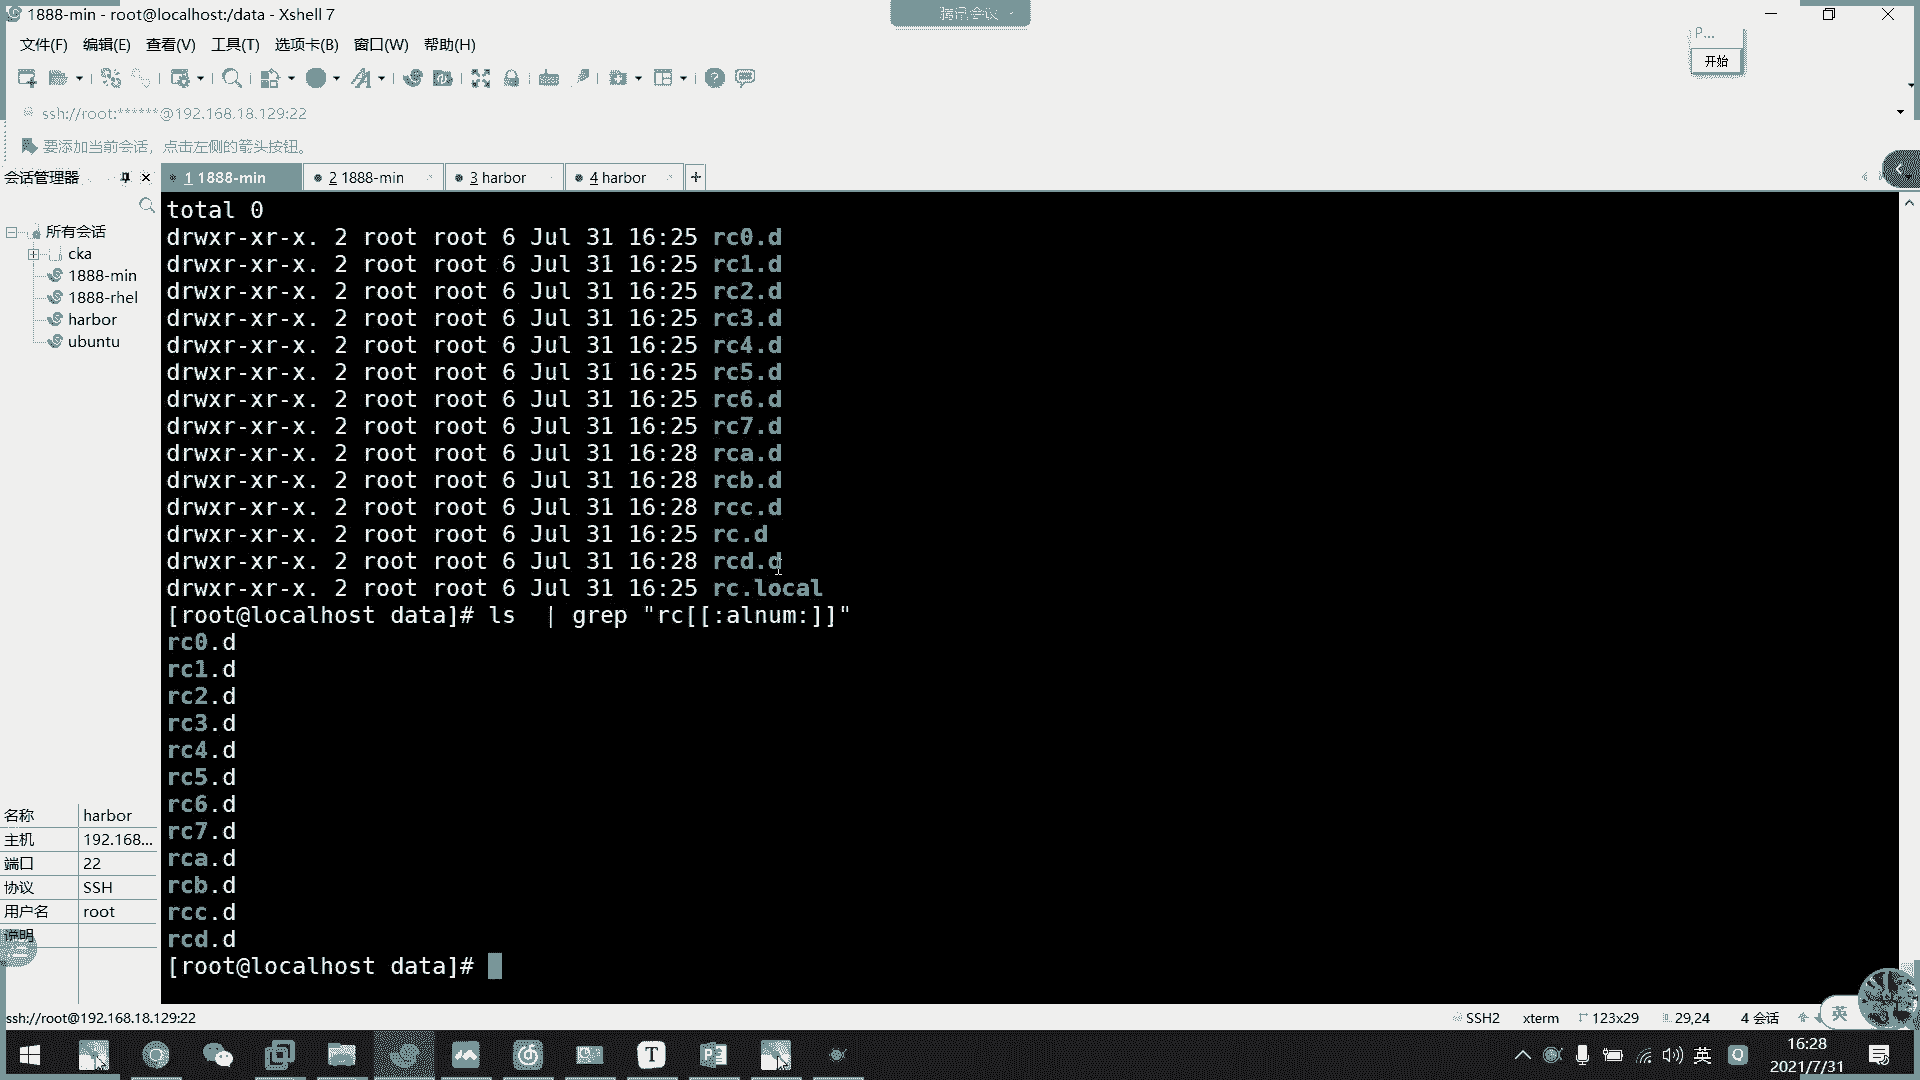 1888-min - root@localhost:/data - Xshell 7
腾讯会议
文件(F) 编辑(E) 查看(V) 工具(T) 选项卡(B) 窗口(W) 帮助(H)
P...
开始
ssh://root:******@192.168.18.129:22
要添加当前会话，点击左侧的箭头按钮。
会话管理器
1 1888-min 2 1888-min 3 harbor 4 harbor
所有会话
cka
1888-min
1888-rhel
harbor
ubuntu
名称 harbor
主机 192.168...
端口 22
协议 SSH
用户名 root
说明
total 0
drwxr-xr-x. 2 root root 6 Jul 31 16:25 rc0.d
drwxr-xr-x. 2 root root 6 Jul 31 16:25 rc1.d
drwxr-xr-x. 2 root root 6 Jul 31 16:25 rc2.d
drwxr-xr-x. 2 root root 6 Jul 31 16:25 rc3.d
drwxr-xr-x. 2 root root 6 Jul 31 16:25 rc4.d
drwxr-xr-x. 2 root root 6 Jul 31 16:25 rc5.d
drwxr-xr-x. 2 root root 6 Jul 31 16:25 rc6.d
drwxr-xr-x. 2 root root 6 Jul 31 16:25 rc7.d
drwxr-xr-x. 2 root root 6 Jul 31 16:28 rca.d
drwxr-xr-x. 2 root root 6 Jul 31 16:28 rcb.d
drwxr-xr-x. 2 root root 6 Jul 31 16:28 rcc.d
drwxr-xr-x. 2 root root 6 Jul 31 16:25 rc.d
drwxr-xr-x. 2 root root 6 Jul 31 16:28 rcd.d
drwxr-xr-x. 2 root root 6 Jul 31 16:25 rc.local
[root@localhost data]# ls  | grep "rc[[:alnum:]]"
rc0.d
rc1.d
rc2.d
rc3.d
rc4.d
rc5.d
rc6.d
rc7.d
rca.d
rcb.d
rcc.d
rcd.d
[root@localhost data]#
ssh://root@192.168.18.129:22 SSH2 xterm 123x29 29,24 4 会话
英
英
16:28
2021/7/31